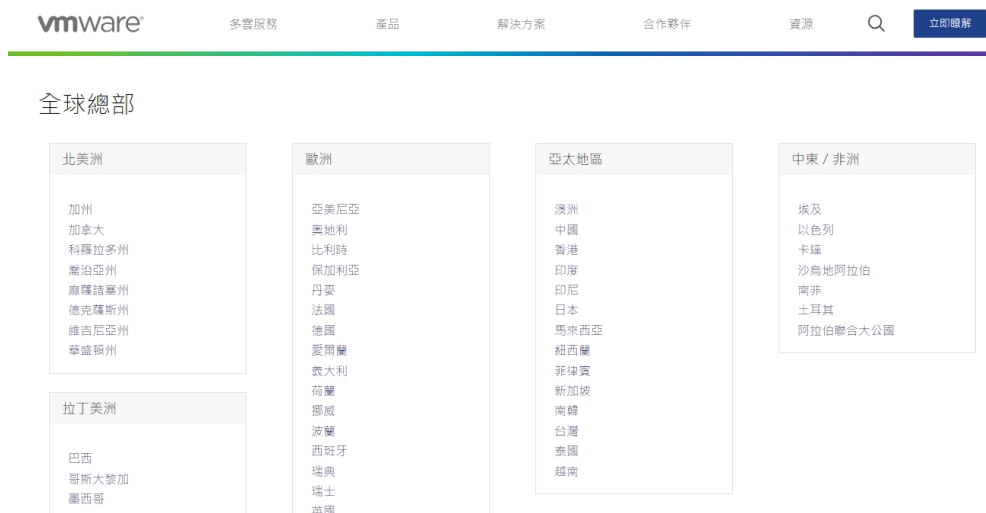 vmware®
多雲服務
產品
解決方案
合作夥伴
資源
立即瞭解
全球總部
北美洲
加州
加拿大
科羅拉多州
喬治亞州
麻薩諸塞州
德克薩斯州
維吉尼亞州
華盛頓州
拉丁美洲
巴西
哥斯大黎加
墨西哥
歐洲
亞美尼亞
奧地利
比利時
保加利亞
丹麥
法國
德國
愛爾蘭
義大利
荷蘭
挪威
波蘭
西班牙
瑞典
瑞士
英國
亞太地區
澳洲
中國
香港
印度
印尼
日本
馬來西亞
紐西蘭
菲律賓
新加坡
南韓
台灣
泰國
越南
中東 / 非洲
埃及
以色列
卡達
沙烏地阿拉伯
南非
土耳其
阿拉伯聯合大公國